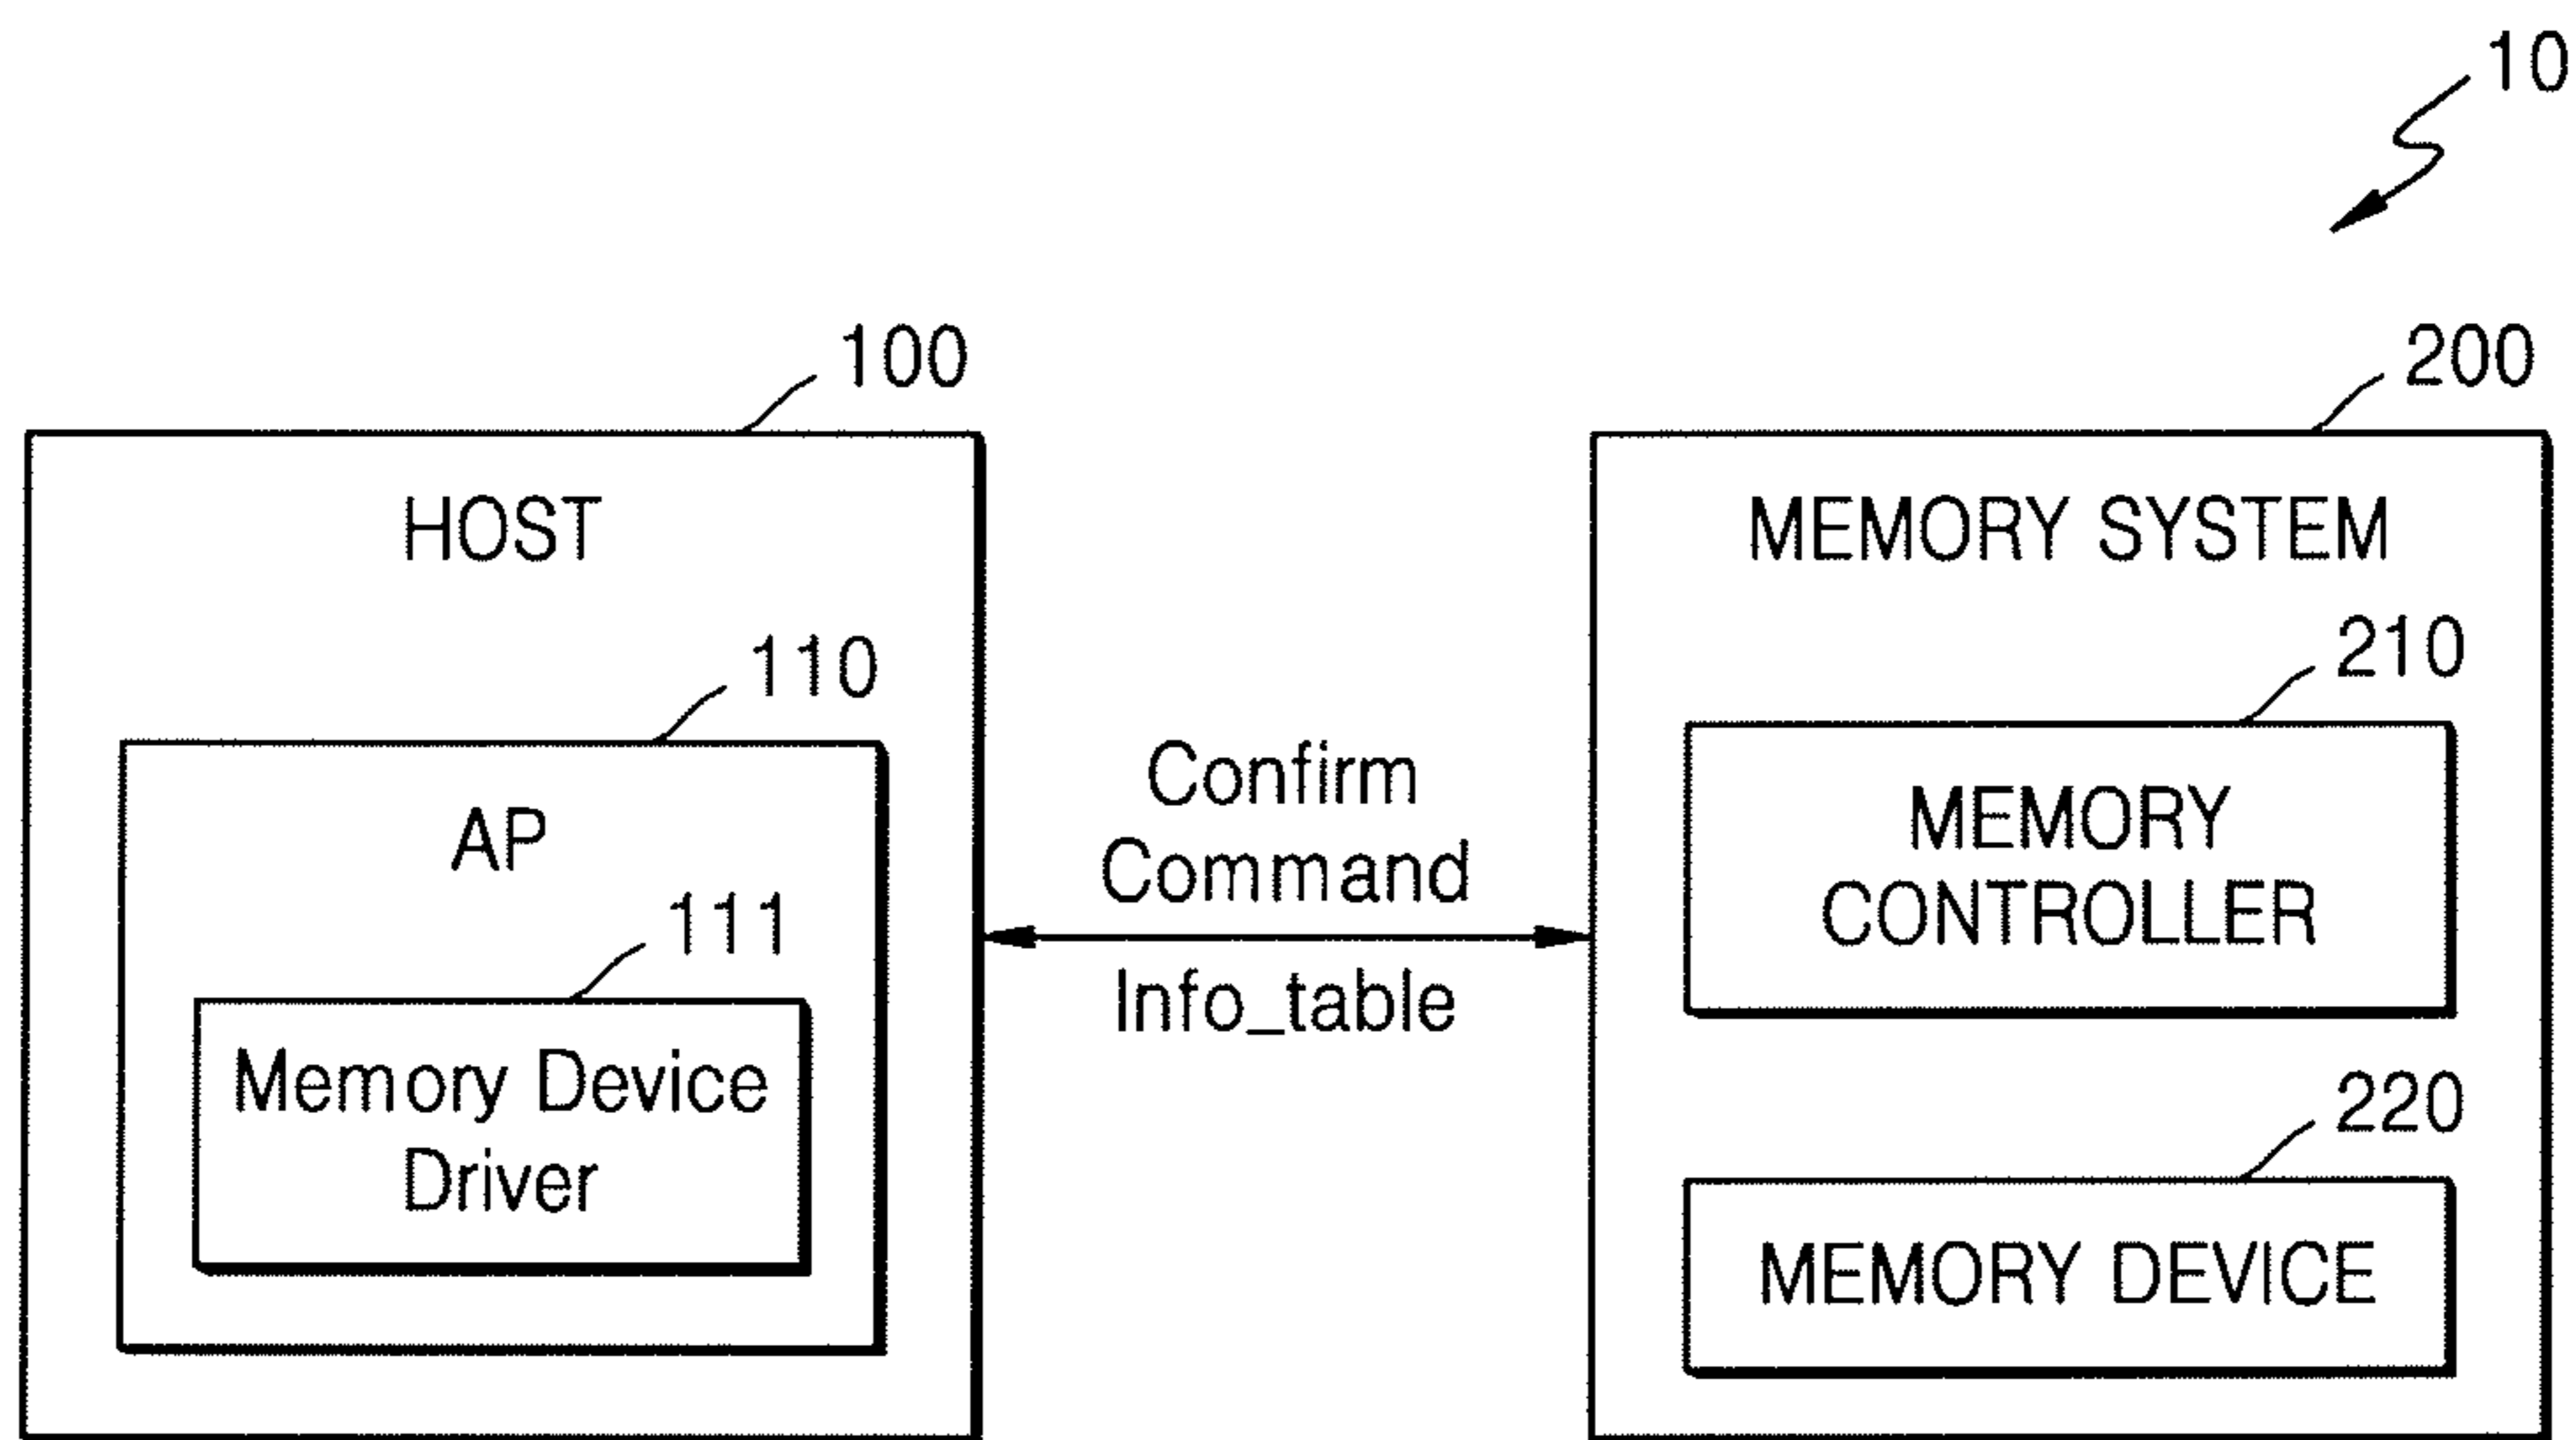 10
100
200
HOST
MEMORY SYSTEM
110
210
AP
Confirm
Command
Info_table
MEMORY
CONTROLLER
111
Memory Device
Driver
220
MEMORY DEVICE